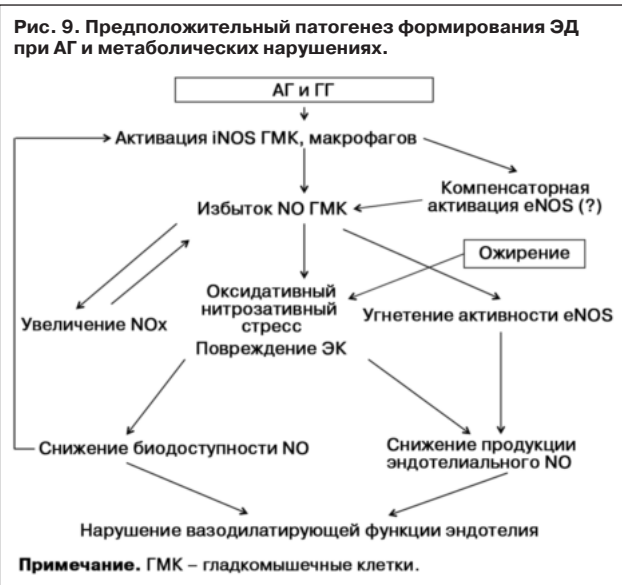 Рис. 9. Предположительный патогенез формирования ЭД
при АГ и метаболических нарушениях.
АГ и ГГ
Активация iNOS ГМК, макрофагов
Компенсаторная
активация eNOS (?)
Избыток NO ГМК
Ожирение
Оксидативный
нитрозативный
стресс
Повреждение ЭК
Увеличение NOx
Угнетение активности eNOS
Снижение биодоступности NO
Снижение продукции
эндотелиального NO
Нарушение вазодилатирующей функции эндотелия
Примечание. ГМК – гладкомышечные клетки.